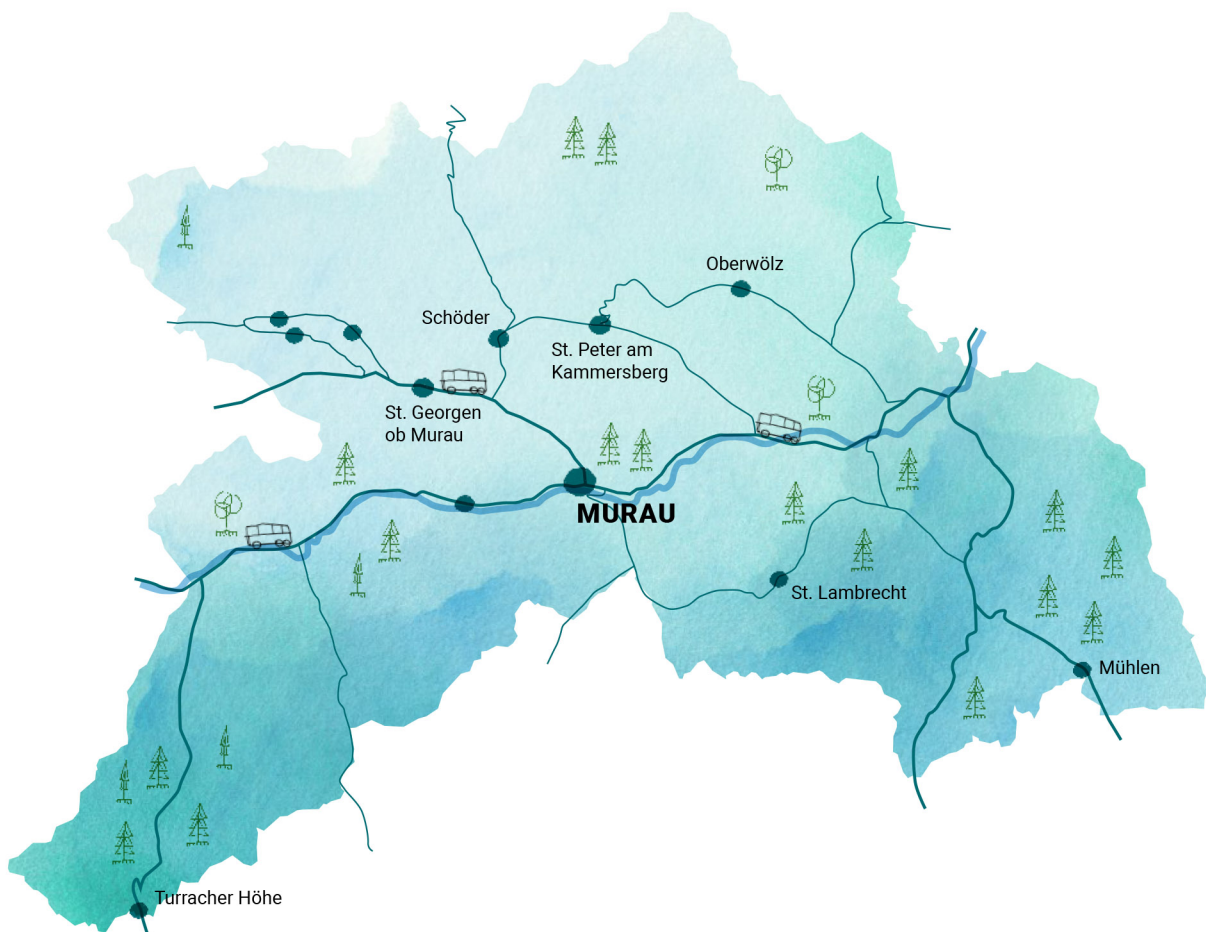 Oberwölz
Schöder
St. Peter am
Kammersberg
St. Georgen
ob Murau
MURAU
St. Lambrecht
Mühlen
Turracher Höhe